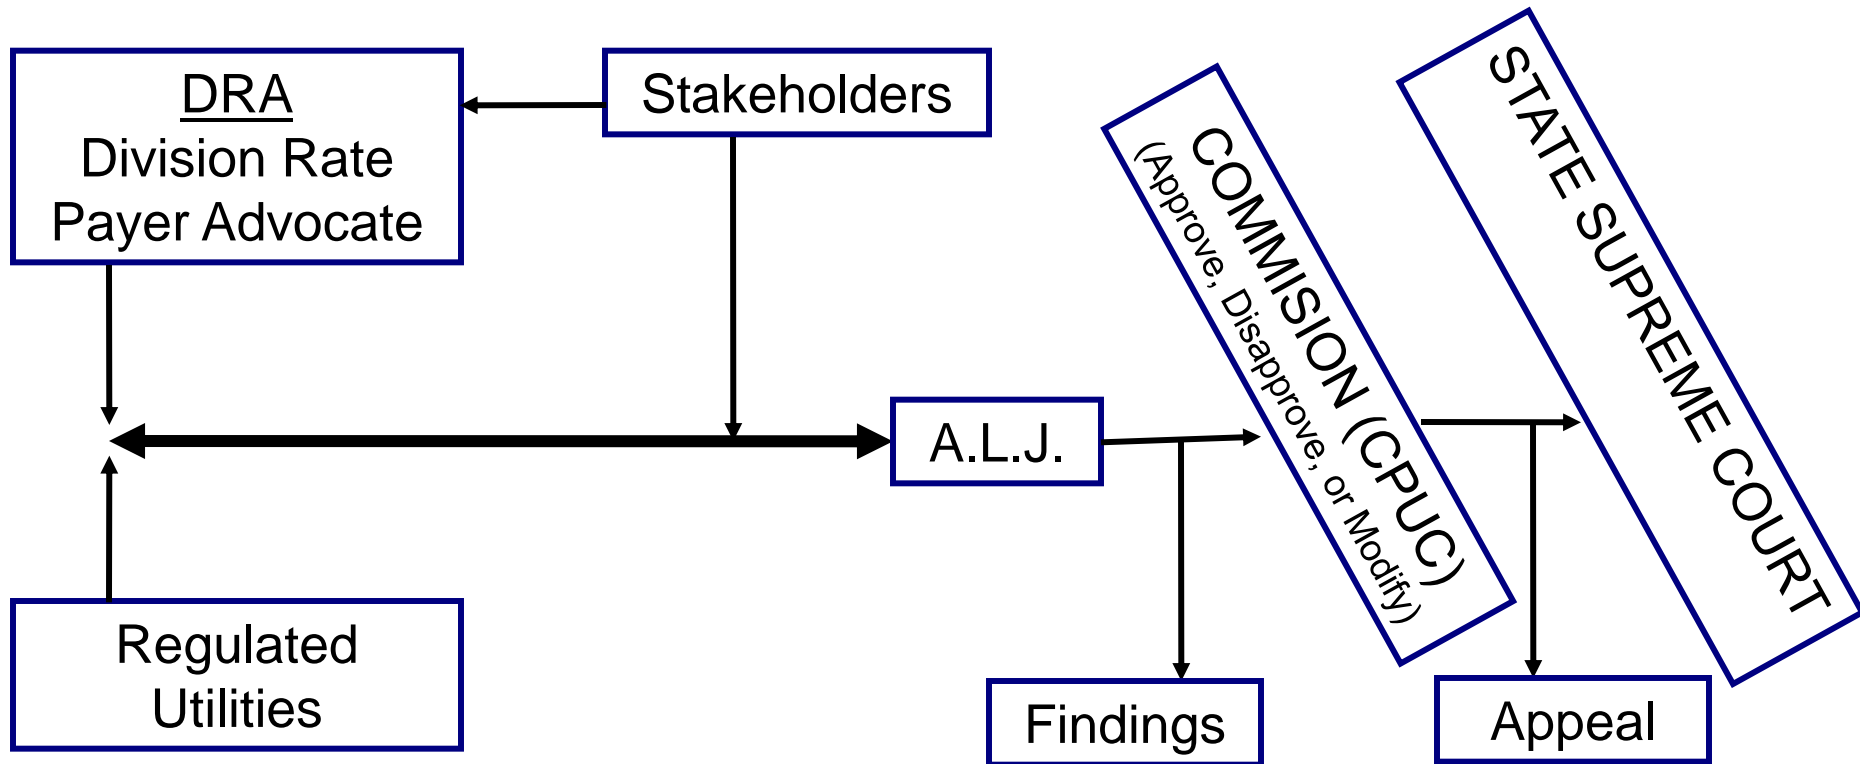 DRA
Division Rate
Payer Advocate
Stakeholders
COMMISION (CPUC)
(Approve, Disapprove, or Modify)
STATE SUPREME COURT
A.L.J.
Regulated
Utilities
Findings
Appeal